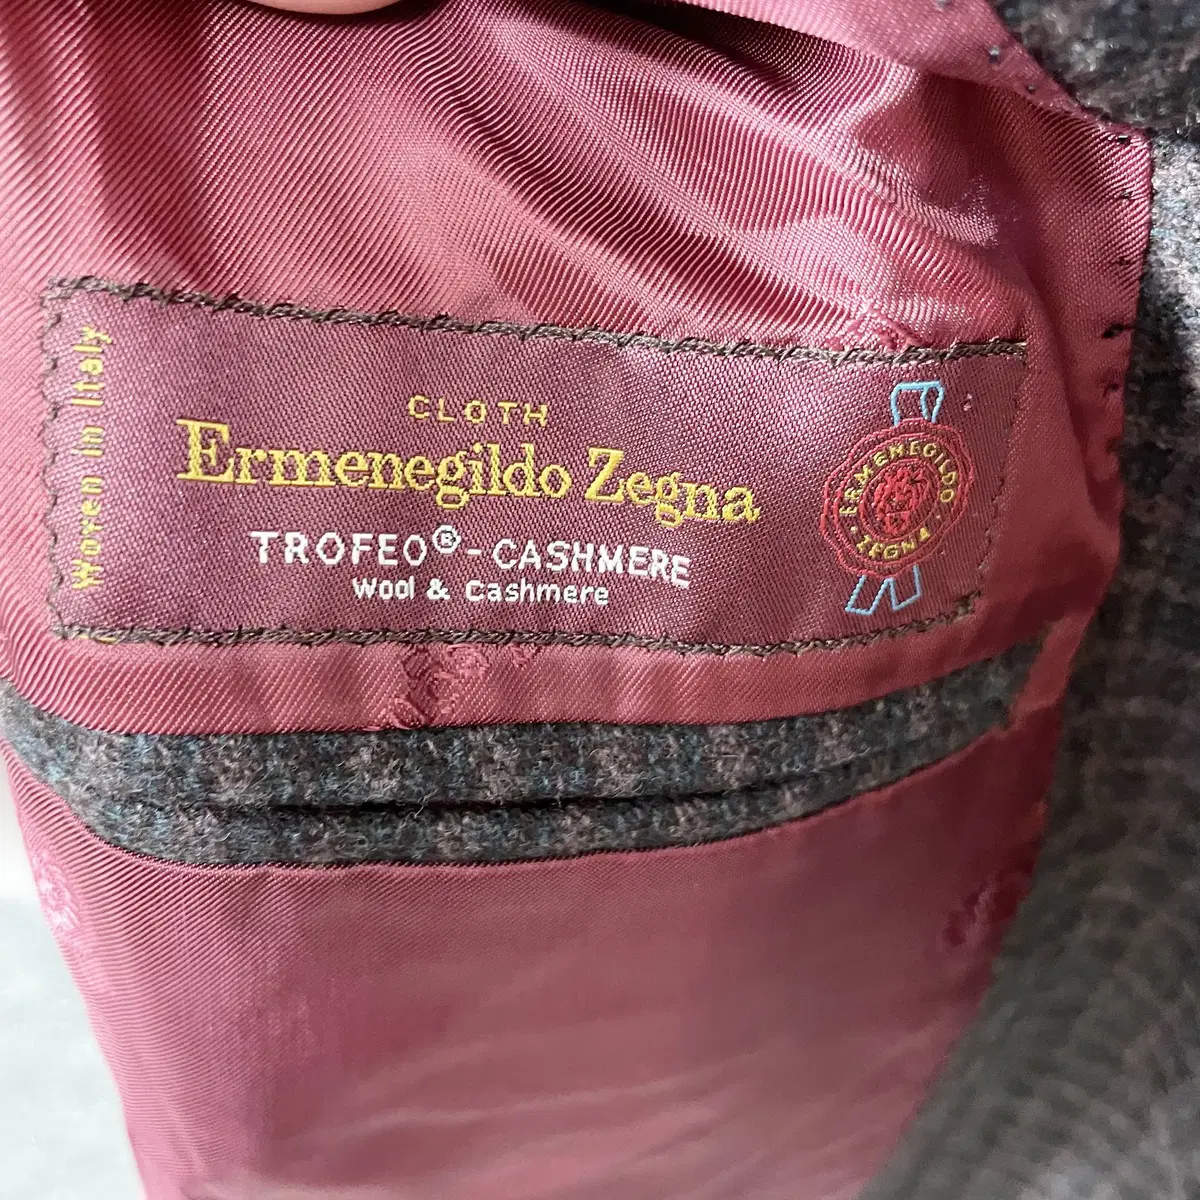 Woven in Italy
CLOTH
Ermenegildo Zegna
TROFEO®-CASHMERE
Wool & Cashmere
ERMENEGILDO
ZEGNA